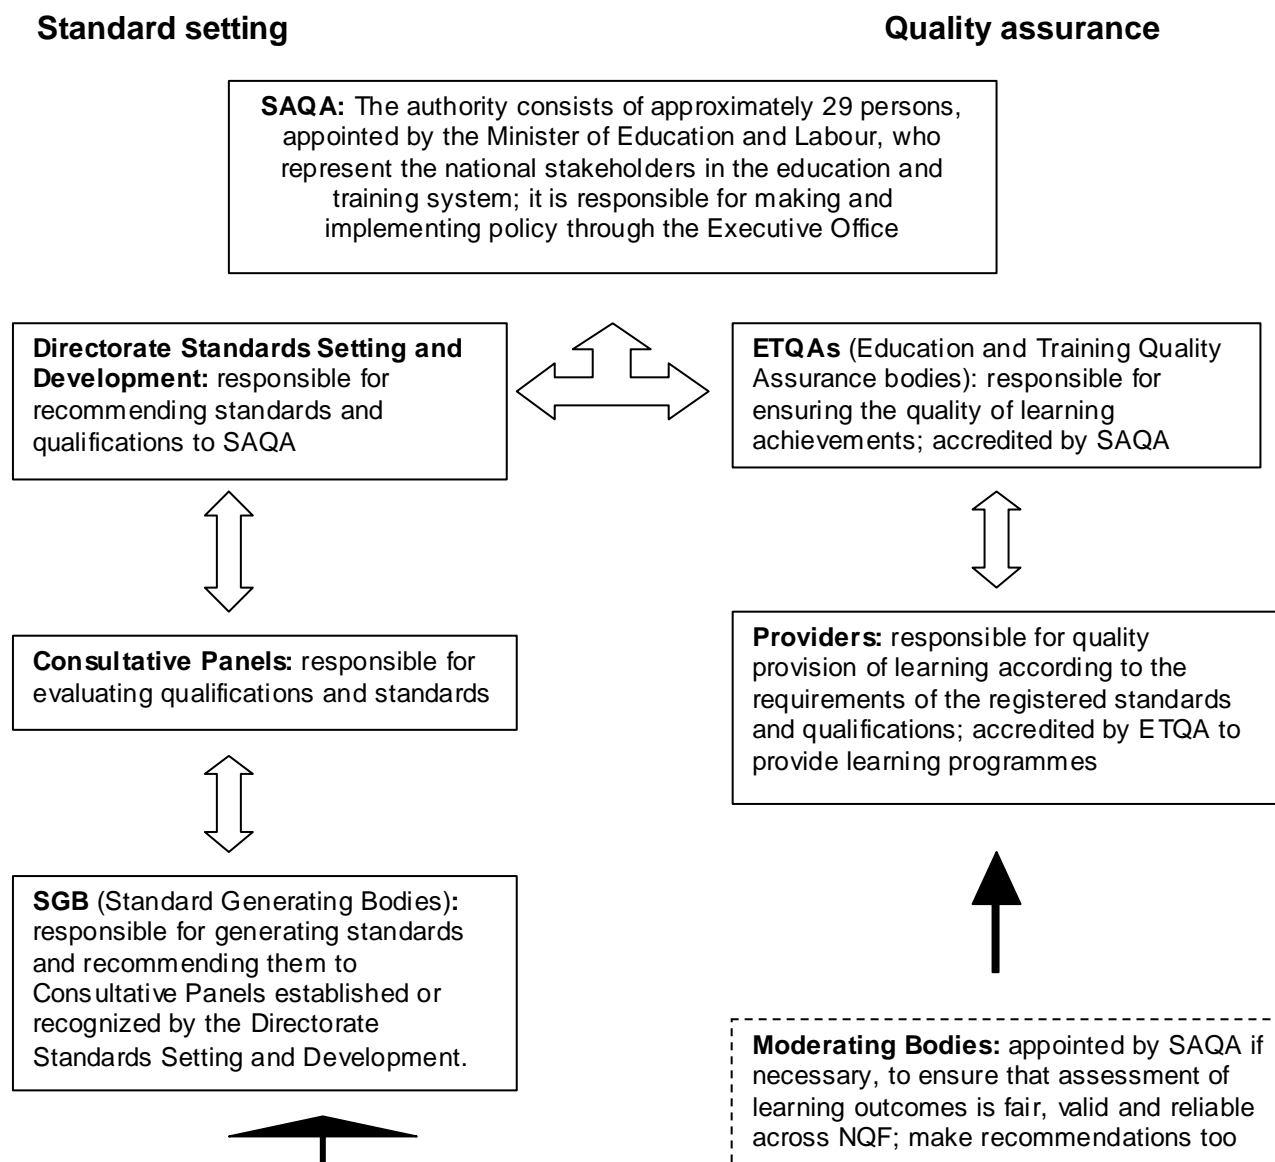 Standard setting
Quality assurance
SAQA: The authority consists of approximately 29 persons,
appointed by the Minister of Education and Labour, who
represent the national stakeholders in the education and
training system; it is responsible for making and
implementing policy through the Executive Office
Directorate Standards Setting and
Development: responsible for
recommending standards and
qualifications to SAQA
ETQAs (Education and Training Quality
Assurance bodies): responsible for
ensuring the quality of learning
achievements; accredited by SAQA
Consultative Panels: responsible for
evaluating qualifications and standards
Providers: responsible for quality
provision of learning according to the
requirements of the registered standards
and qualifications; accredited by ETQA to
provide learning programmes
SGB (Standard Generating Bodies):
responsible for generating standards
and recommending them to
Consultative Panels established or
recognized by the Directorate
Standards Setting and Development.
Moderating Bodies: appointed by SAQA if
necessary, to ensure that assessment of
learning outcomes is fair, valid and reliable
across NQF; make recommendations too